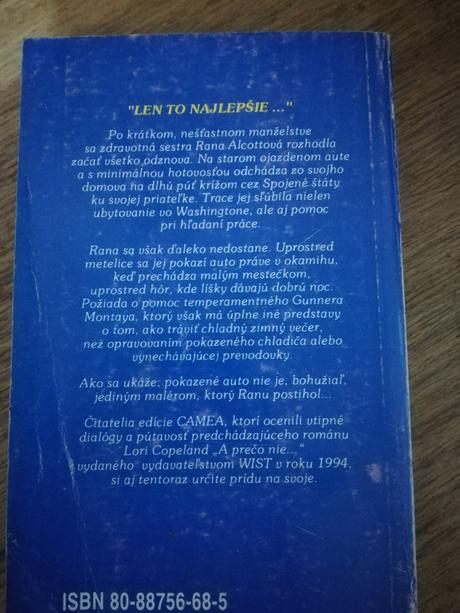 "LEN TO NAJLEPŠIE ..."
Po krátkom, nešťastnom manželstve
sa zdravotná sestra Rana Alcottová rozhodla
začať všetko odznova. Na starom ojazdenom aute
a s minimálnou hotovosťou odchádza zo svojho
domova na dlhú púť krížom cez Spojené štáty
ku svojej priateľke. Trace jej sľúbila nielen
ubytovanie vo Washingtone, ale aj pomoc
pri hľadaní práce.
Rana sa však ďaleko nedostane. Uprostred
metelice sa jej pokazí auto práve v okamihu,
keď prechádza malým mestečkom,
uprostred hôr, kde líšky dávajú dobrú noc.
Požiada o pomoc temperamentného Gunnera
Montaya, ktorý však má úplne iné predstavy
o tom, ako tráviť chladný zimný večer,
než opravovaním pokazeného chladiča alebo
vynechávajúcej prevodovky.
Ako sa ukáže, pokazené auto nie je, bohužiaľ,
jediným malérom, ktorý Ranu postihol...
Čitatelia edície CAMEA, ktorí ocenili vtipné
dialógy a pútavosť predchádzajúceho románu
Lori Copeland „A prečo nie..."
vydaného vydavateľstvom WIST v roku 1994,
si aj tentoraz určite prídu na svoje.
ISBN 80-88756-68-5